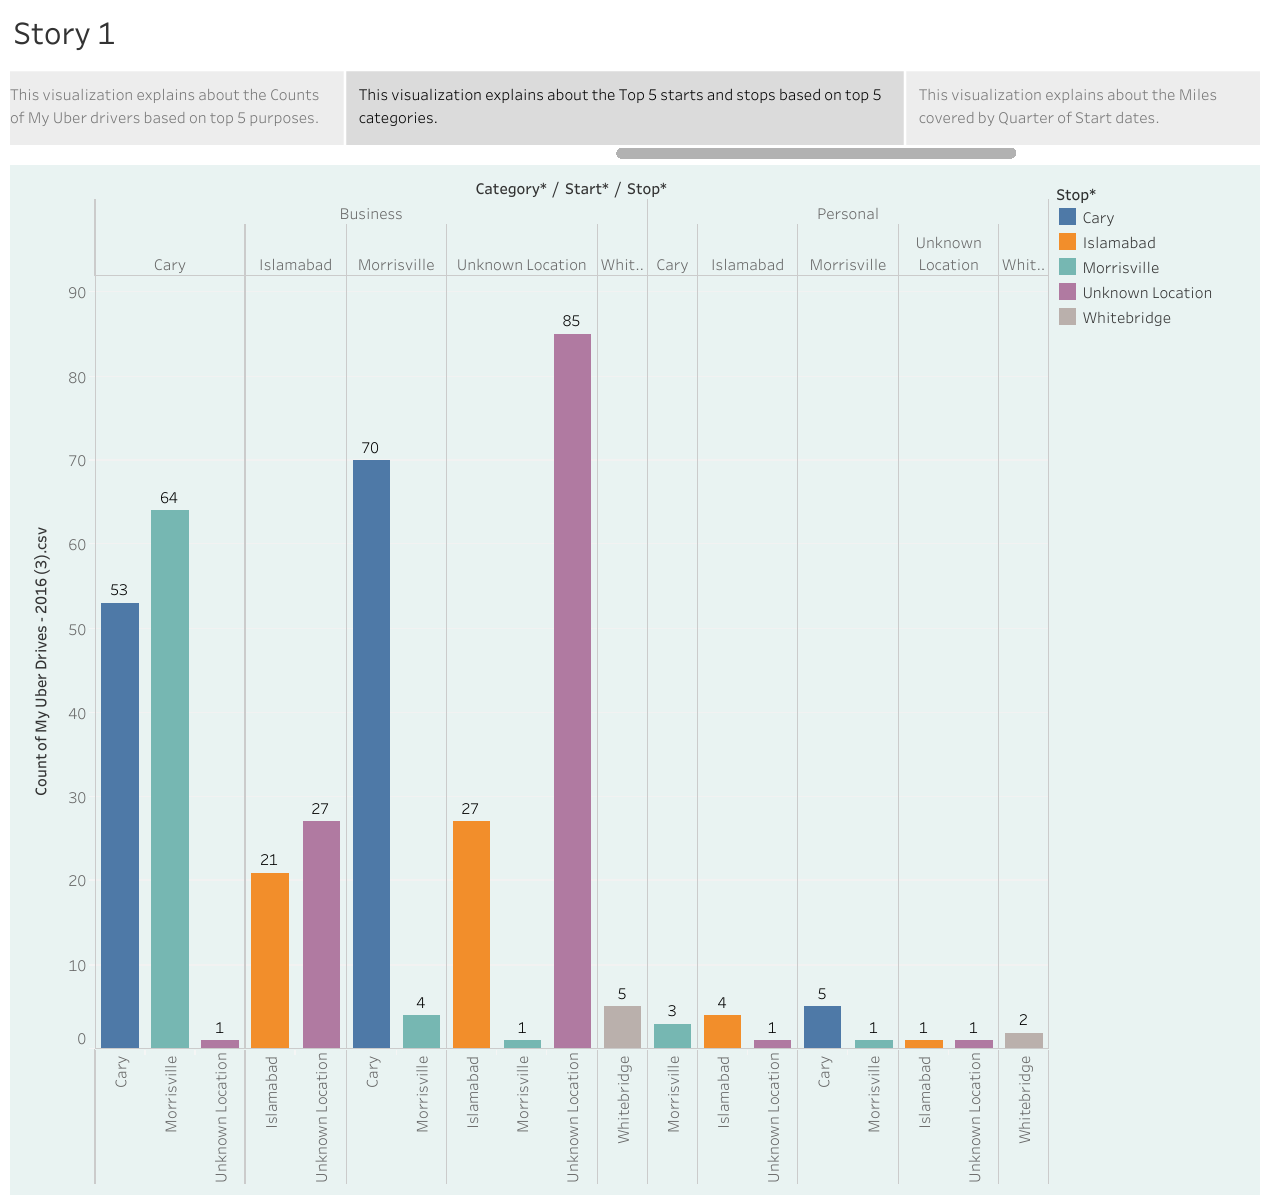 Story 1
This visualization explains about the Counts
of My Uber drivers based on top 5 purposes.
This visualization explains about the Top 5 starts and stops based on top 5
categories.
This visualization explains about the Miles
covered by Quarter of Start dates.
Category* / Start* / Stop*
Business
Personal
Cary
Islamabad
Morrisville
Unknown Location
Whit..
Cary
Islamabad
Morrisville
Unknown
Location
Whit..
Stop*
Cary
Islamabad
Morrisville
Unknown Location
Whitebridge
Count of My Uber Drives - 2016 (3).csv
90
80
70
60
50
40
30
20
10
0
53
64
1
21
27
70
4
27
1
85
5
3
4
1
5
1
1
1
2
Cary
Morrisville
Unknown Location
Islamabad
Unknown Location
Cary
Morrisville
Islamabad
Morrisville
Unknown Location
Whitebridge
Morrisville
Islamabad
Unknown Location
Cary
Morrisville
Islamabad
Unknown Location
Whitebridge